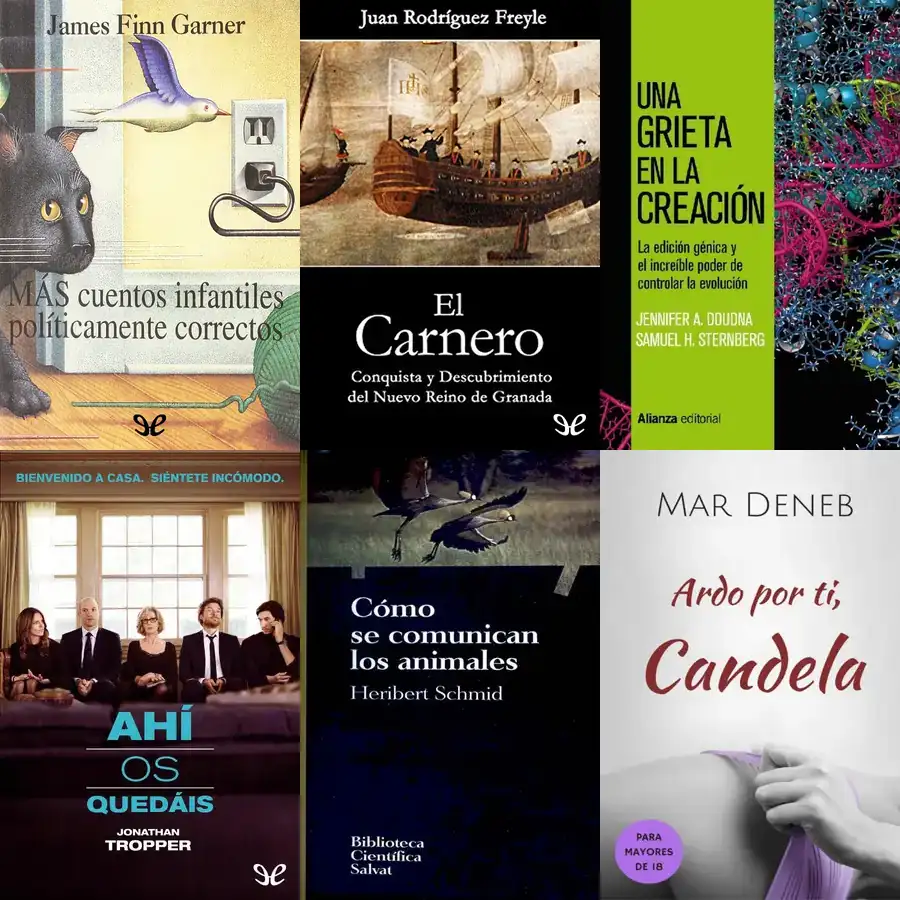 James Finn Garner
MÁS cuentos infantiles
políticamente correctos
Juan Rodríguez Freyle
El
Carnero
Conquista y Descubrimiento
del Nuevo Reino de Granada
UNA
GRIETA
EN LA
CREACIÓN
La edición génica y
el increíble poder de
controlar la evolución
JENNIFER A. DOUDNA
SAMUEL H. STERNBERG
Alianza editorial
BIENVENIDO A CASA. SIÉNTETE INCÓMODO.
AHÍ
OS
QUEDÁIS
JONATHAN
TROPPER
Cómo
se comunican
los animales
Heribert Schmid
Biblioteca
Científica
Salvat
MAR DENEB
Ardo por ti,
Candela
PARA
MAYORES
DE 18